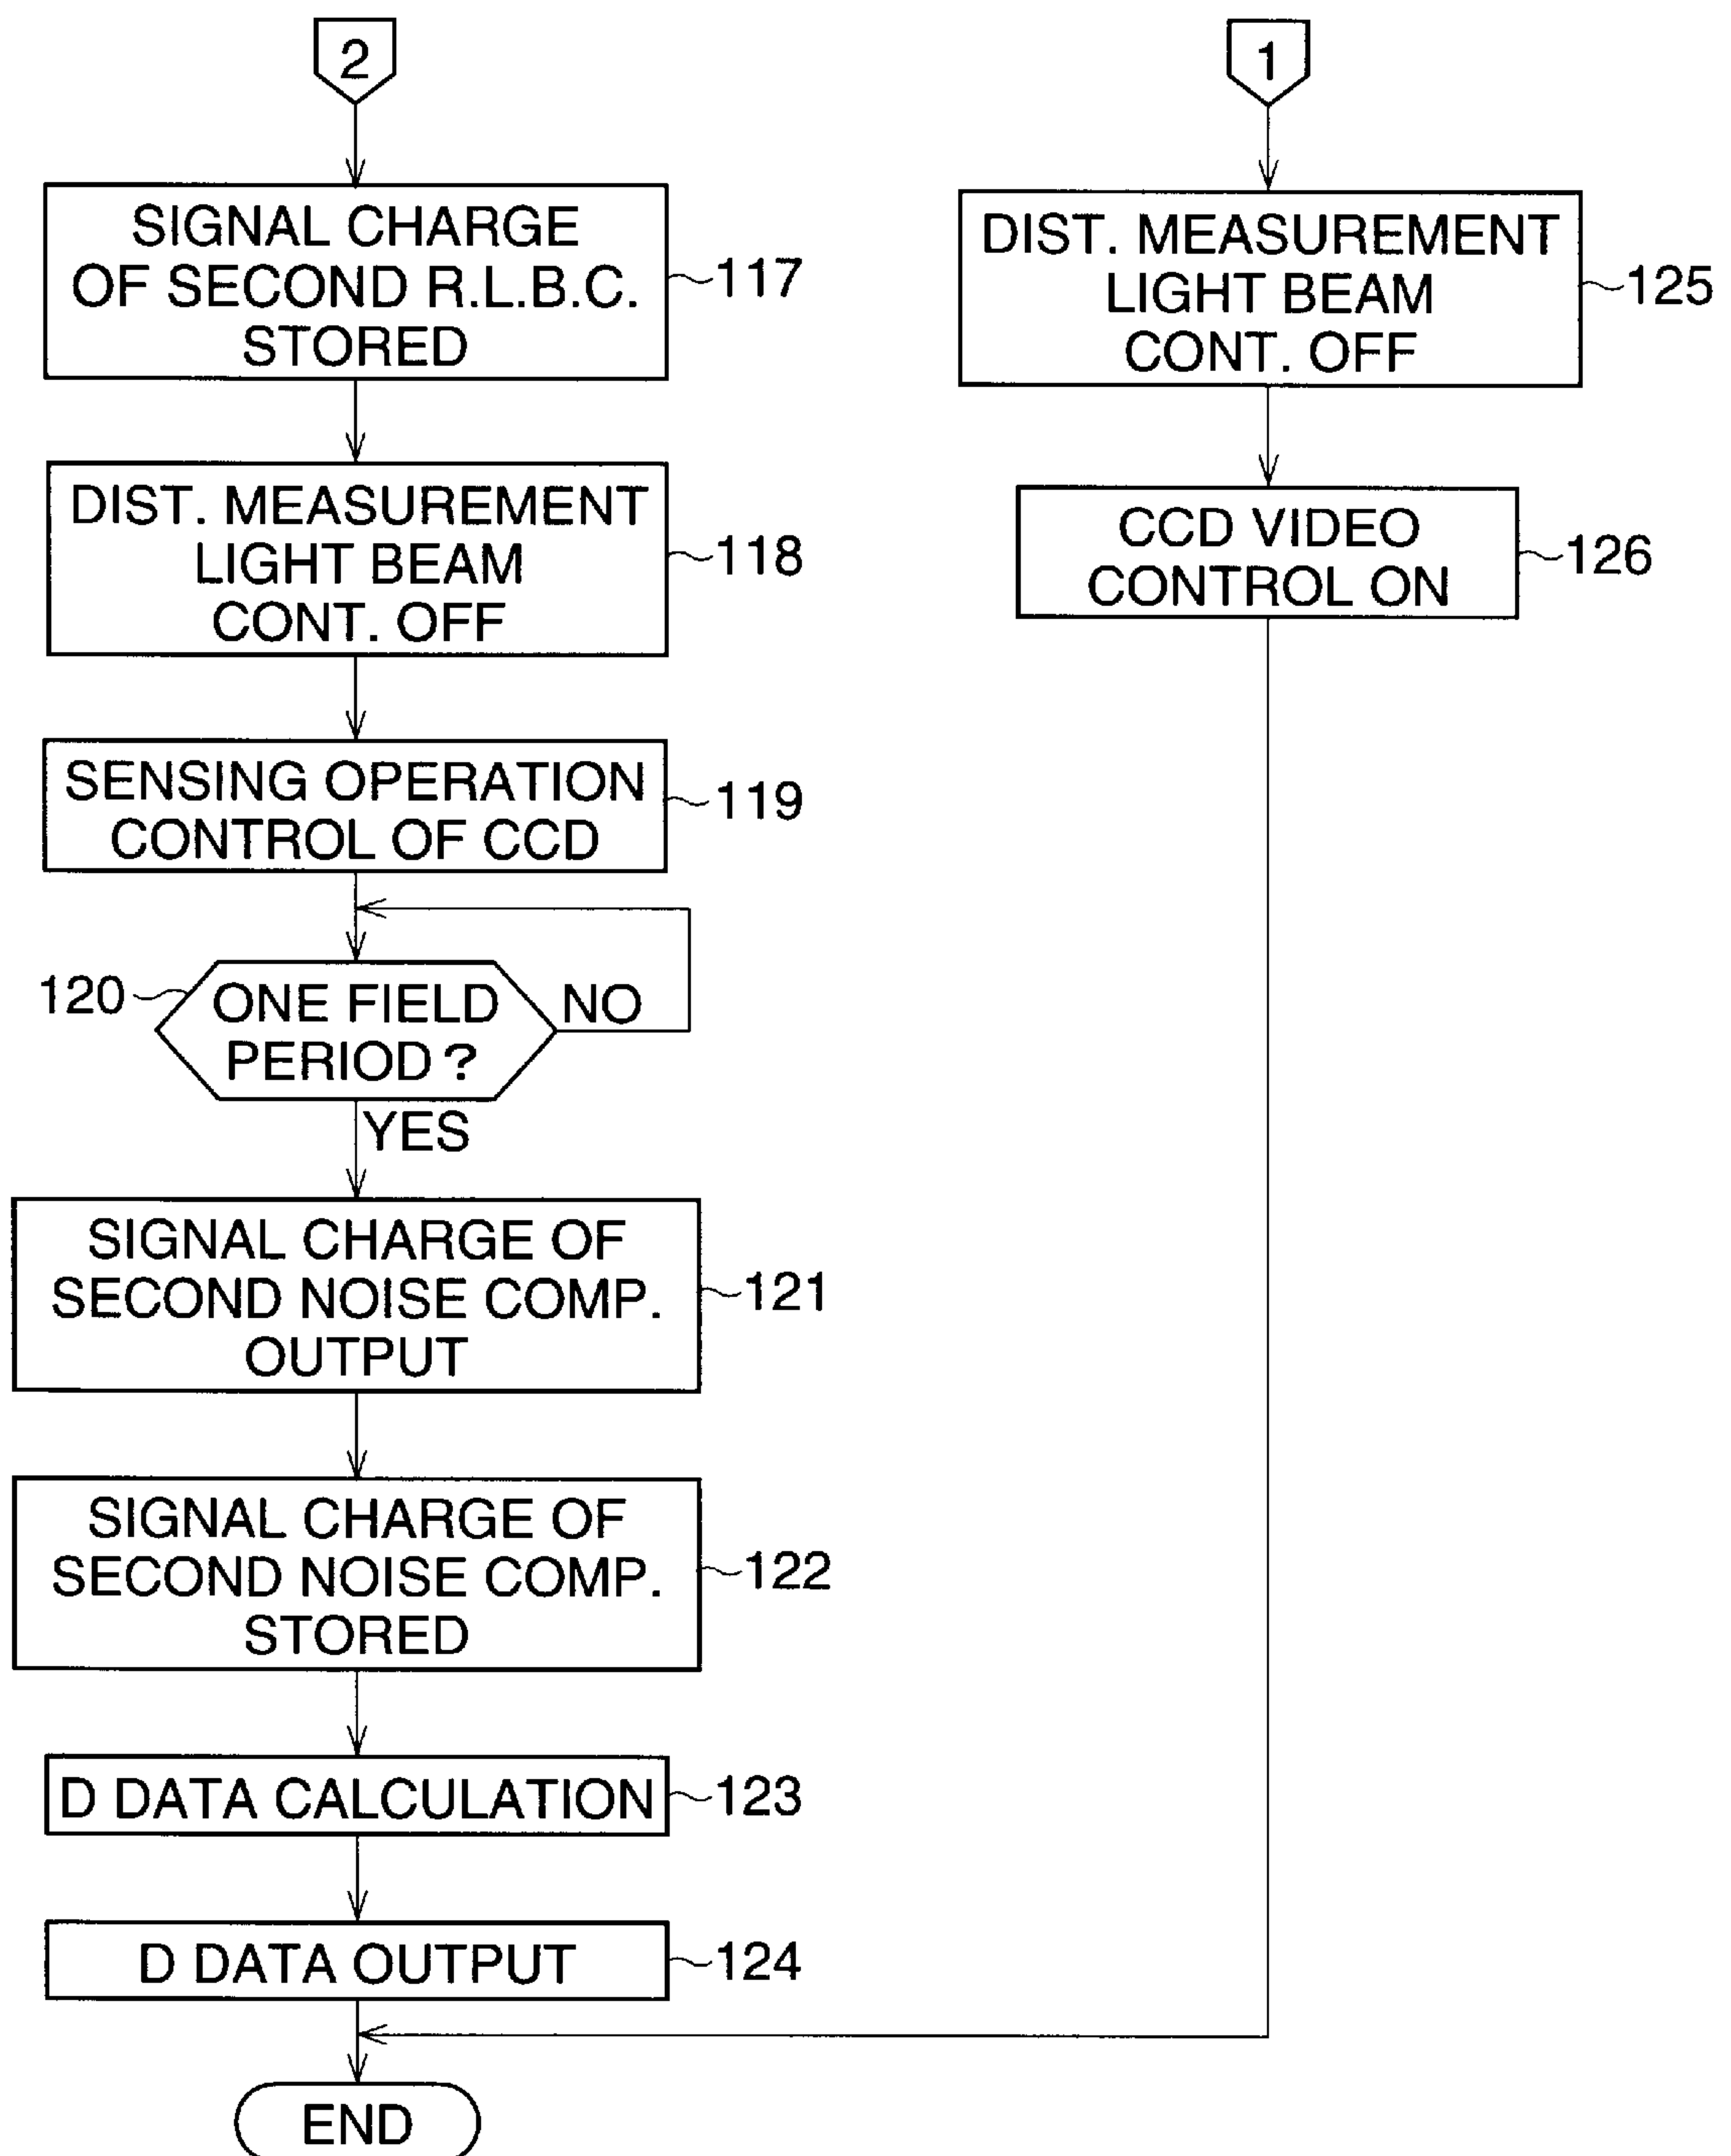 2
SIGNAL CHARGE
OF SECOND R.L.B.C.
STORED
117
DIST. MEASUREMENT
LIGHT BEAM
CONT. OFF
118
SENSING OPERATION
CONTROL OF CCD
119
120
ONE FIELD
PERIOD?
NO
YES
SIGNAL CHARGE OF
SECOND NOISE COMP.
OUTPUT
121
SIGNAL CHARGE OF
SECOND NOISE COMP.
STORED
122
D DATA CALCULATION
123
D DATA OUTPUT
124
END
1
DIST. MEASUREMENT
LIGHT BEAM
CONT. OFF
125
CCD VIDEO
CONTROL ON
126